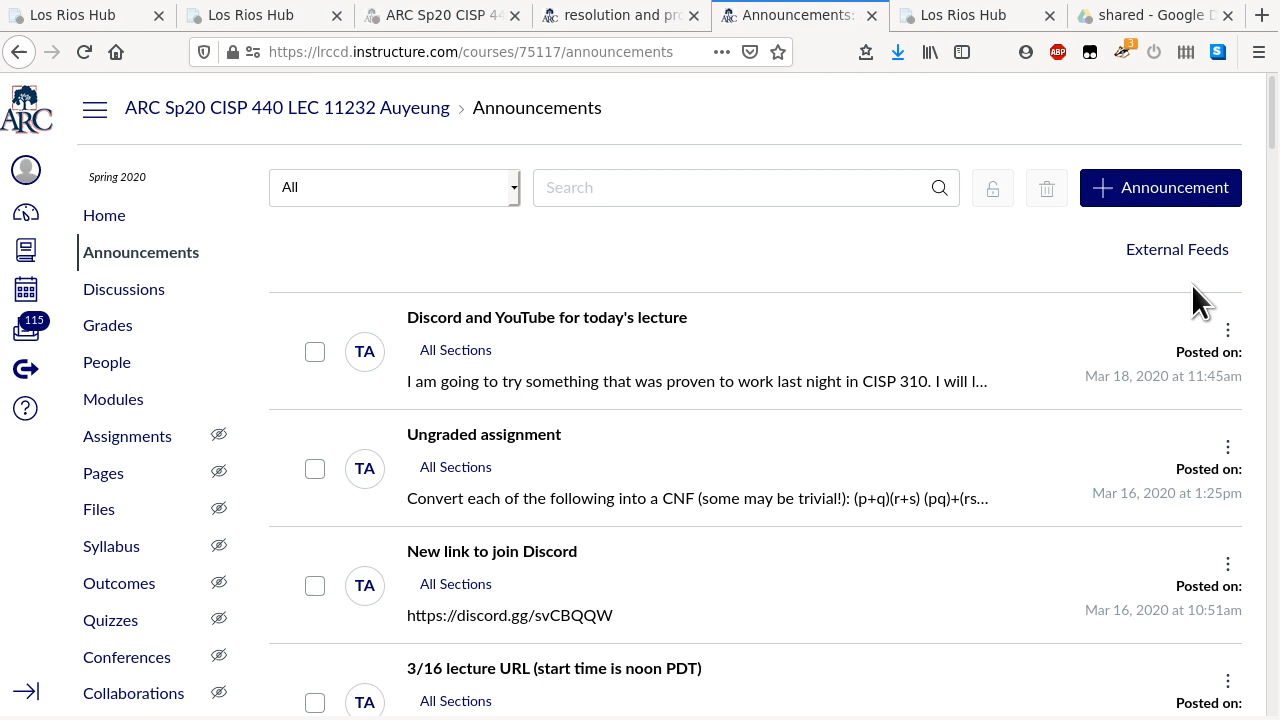 Los Rios Hub
Los Rios Hub
ARC Sp20 CISP 44
resolution and pr
Announcements:
Los Rios Hub
shared - Google D
https://lrccd.instructure.com/courses/75117/announcements
ABP
3
S
ARC
ARC Sp20 CISP 440 LEC 11232 Auyeung › Announcements
Spring 2020
All
Search
Announcement
Home
Announcements
External Feeds
Discussions
Grades
People
Modules
Assignments
Pages
Files
Syllabus
Outcomes
Quizzes
Conferences
Collaborations
115
Discord and YouTube for today's lecture
TA
All Sections
Posted on:
I am going to try something that was proven to work last night in CISP 310. I will l...
Mar 18, 2020 at 11:45am
Ungraded assignment
TA
All Sections
Posted on:
Convert each of the following into a CNF (some may be trivial!): (p+q)(r+s) (pq)+(rs...
Mar 16, 2020 at 1:25pm
New link to join Discord
TA
All Sections
Posted on:
https://discord.gg/svCBQQW
Mar 16, 2020 at 10:51am
3/16 lecture URL (start time is noon PDT)
TA
All Sections
Posted on: